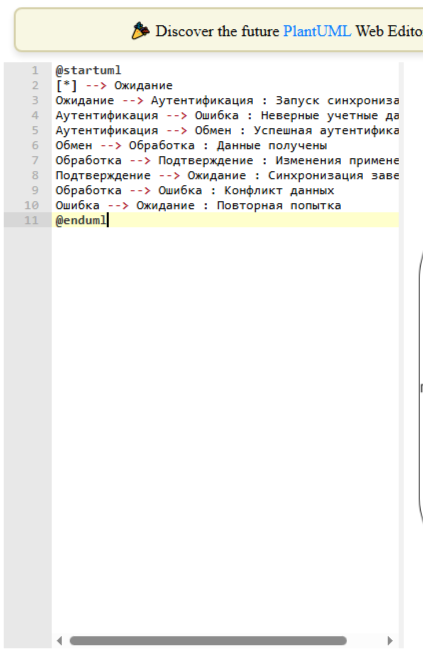 Discover the future PlantUML Web Edito
1 @startuml
2 [*] --> Ожидание
3 Ожидание --> Аутентификация : Запуск синхрониза
4 Аутентификация --> Ошибка : Неверные учетные да
5 Аутентификация --> Обмен : Успешная аутентифика
6 Обмен --> Обработка : Данные получены
7 Обработка --> Подтверждение : Изменения примене
8 Подтверждение --> Ожидание : Синхронизация заве
9 Обработка --> Ошибка : Конфликт данных
10 Ошибка --> Ожидание : Повторная попытка
11 @enduml